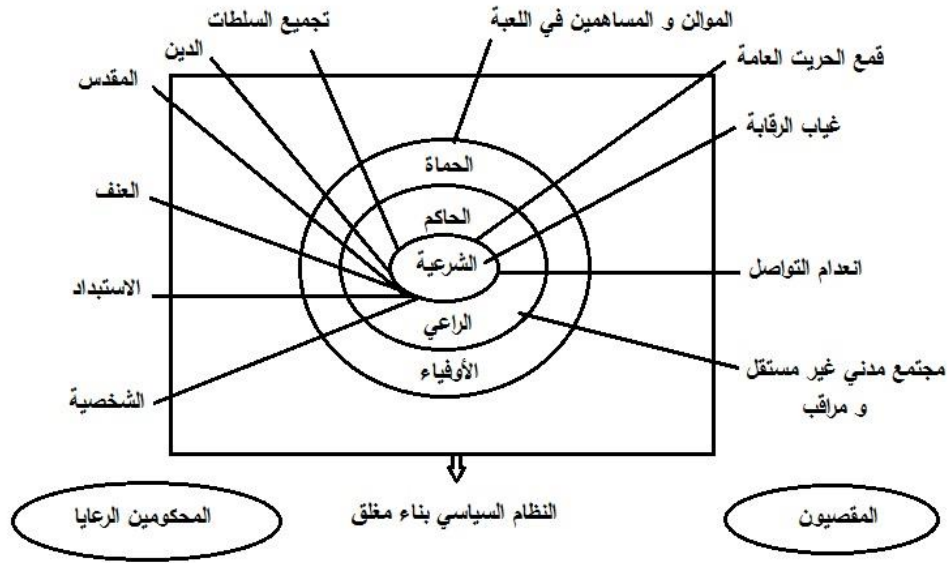 الموالن و المساهمين في اللعبة
تجميع السلطات
قمع الحريت العامة
الدين
المقدس
غياب الرقابة
الحماة
العنف
الحاكم
الشرعية
انعدام التواصل
الاستبداد
الراعي
الأوفياء
مجتمع مدني غير مستقل
و مراقب
الشخصية
المقصيون
النظام السياسي بناء مغلق
المحكومين الرعايا